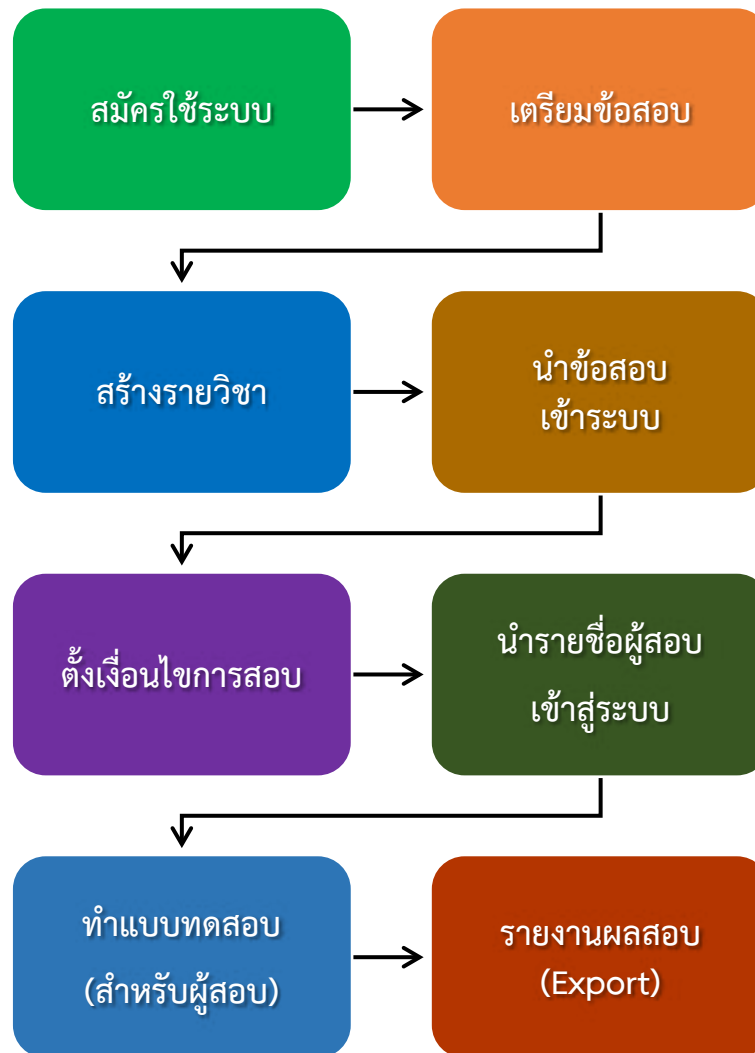 สมัครใช้ระบบ
เตรียมข้อสอบ
สร้างรายวิชา
นำข้อสอบ
เข้าระบบ
ตั้งเงื่อนไขการสอบ
นำรายชื่อผู้สอบ
เข้าสู่ระบบ
ทำแบบทดสอบ
(สำหรับผู้สอบ)
รายงานผลสอบ
(Export)